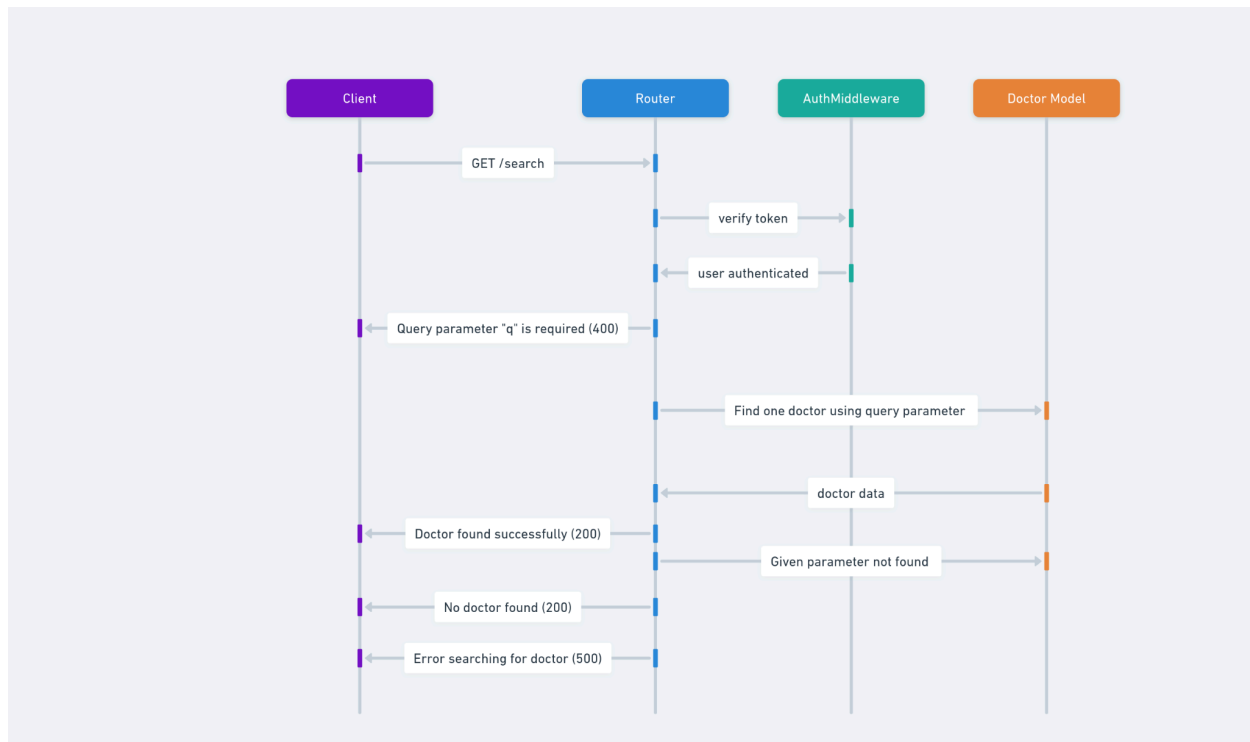 Client
Router
AuthMiddleware
Doctor Model
GET /search
verify token
user authenticated
Query parameter "q" is required (400)
Find one doctor using query parameter
doctor data
Doctor found successfully (200)
Given parameter not found
No doctor found (200)
Error searching for doctor (500)